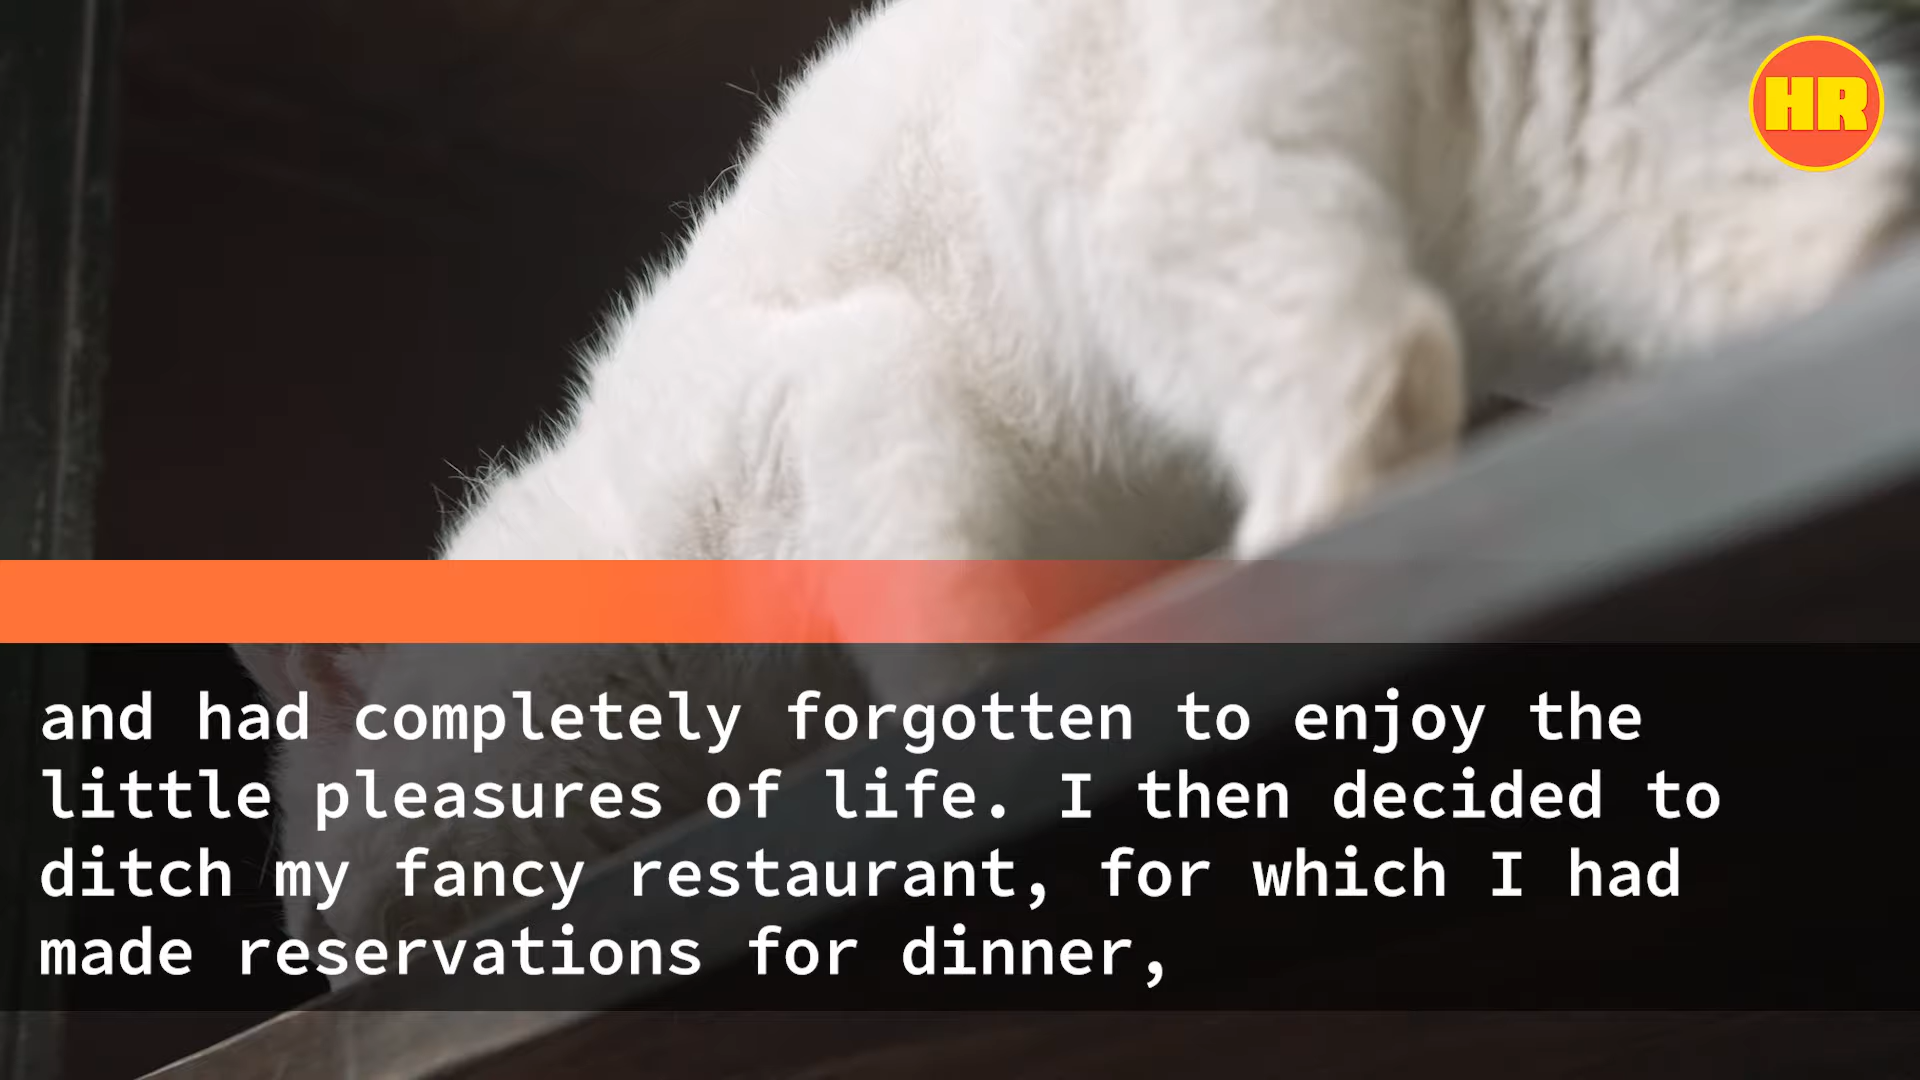 HR
and had completely forgotten to enjoy the
little pleasures of life. I then decided to
ditch my fancy restaurant, for which I had
made reservations for dinner,